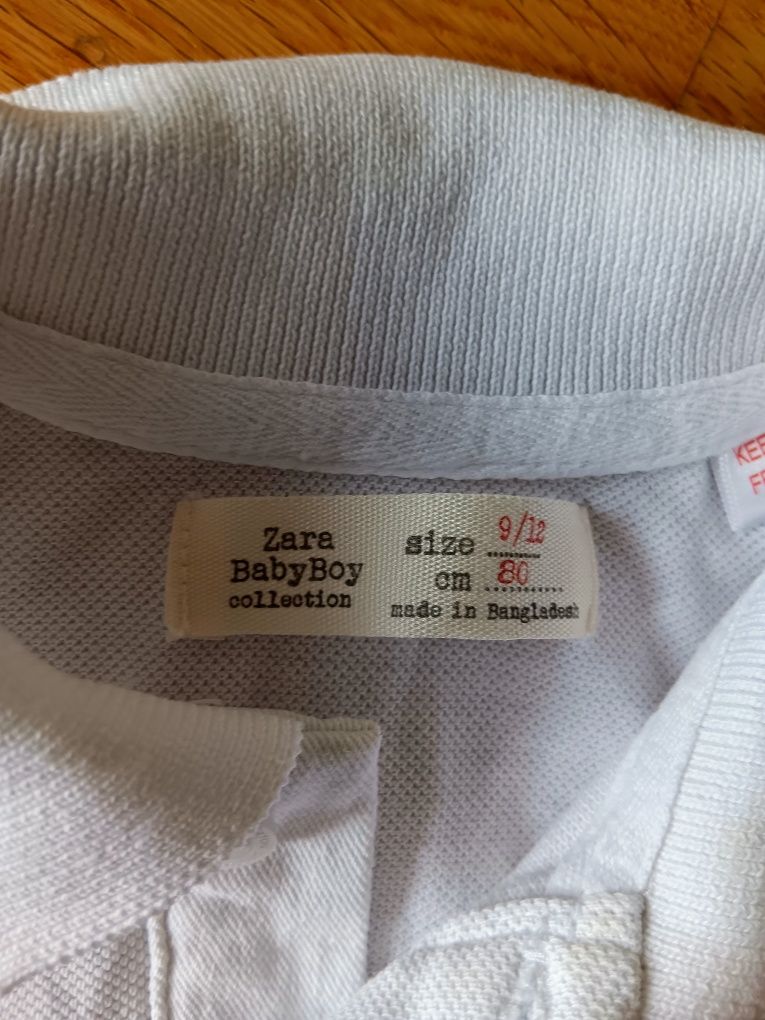 Zara
BabyBoy
collection
size 9/12
cm 80
made in Bangladesh